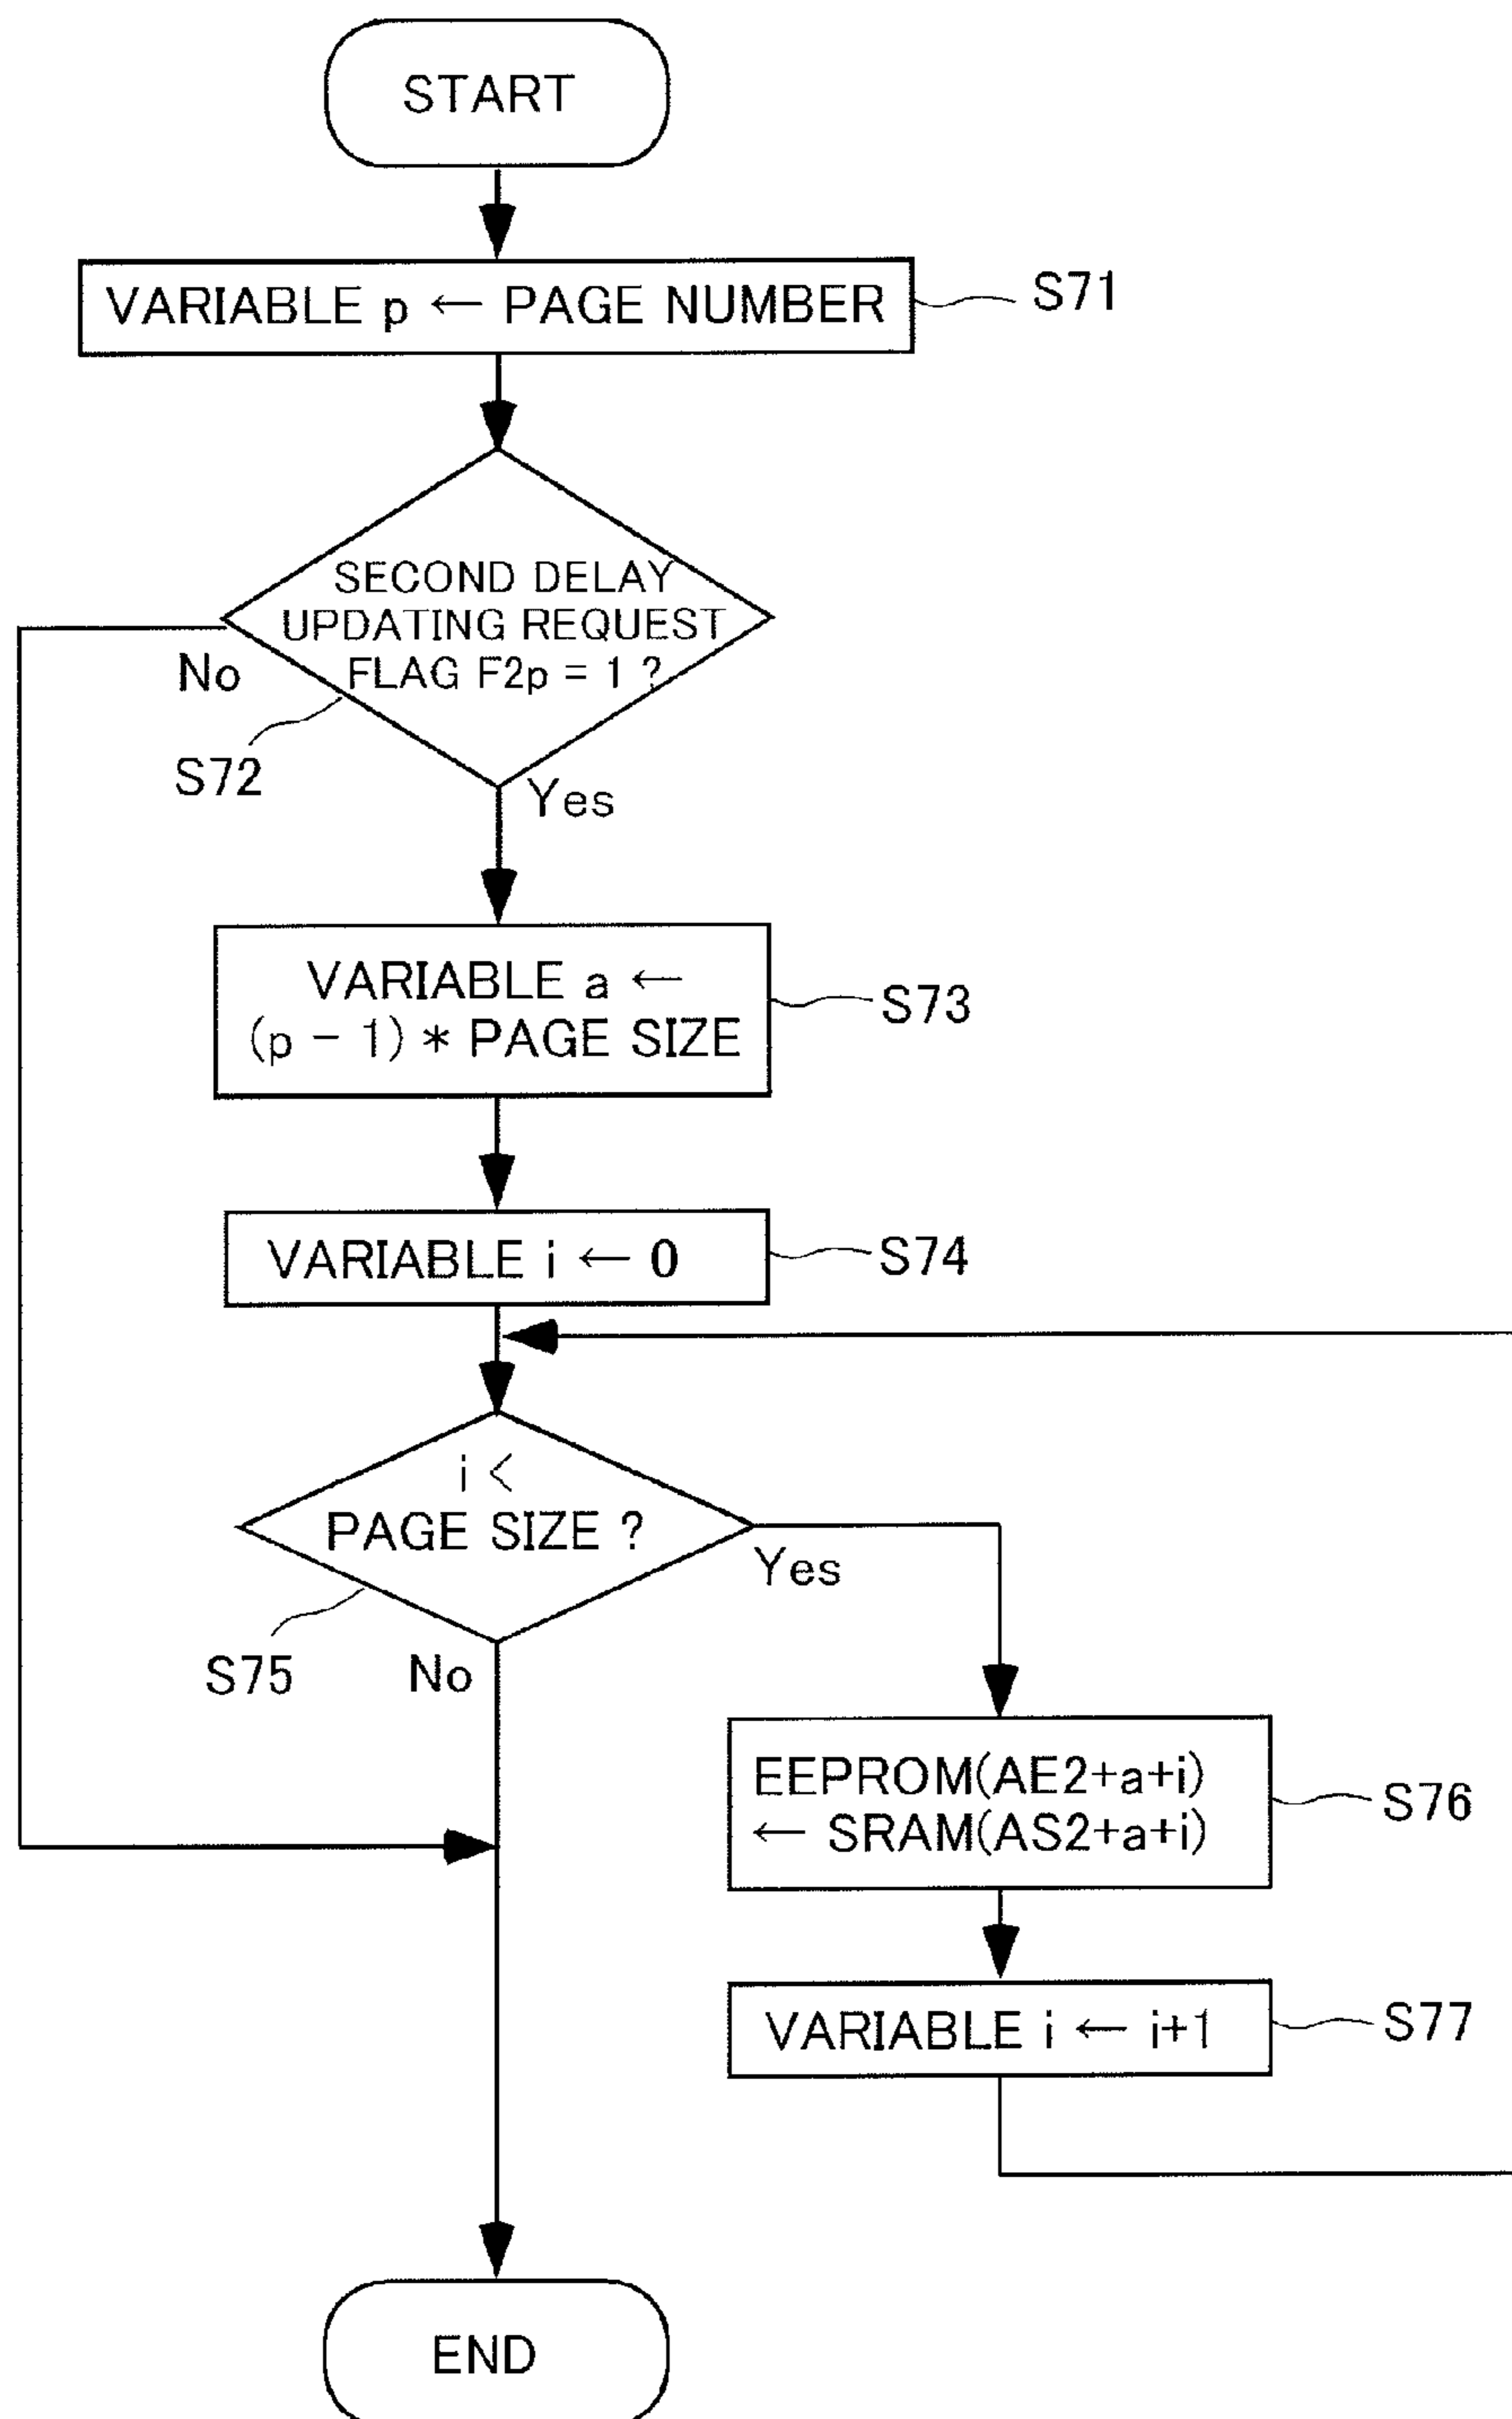 START
VARIABLE p ← PAGE NUMBER
S71
SECOND DELAY
UPDATING REQUEST
FLAG F2p = 1 ?
No
S72
Yes
VARIABLE a ←
(p - 1) * PAGE SIZE
S73
VARIABLE i ← 0
S74
i <
PAGE SIZE ?
Yes
S75
No
EEPROM(AE2+a+i)
← SRAM(AS2+a+i)
S76
VARIABLE i ← i+1
S77
END